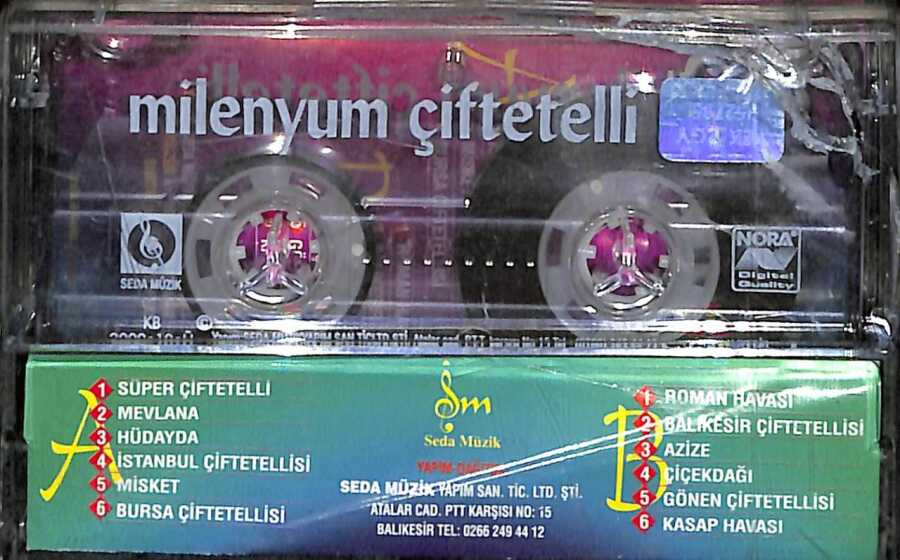 milenyum çiftetelli
SEDA MÜZİK
NORA
Digital
Quality
KB ©
A
1 SÜPER ÇİFTETELLİ
2 MEVLANA
3 HÜDAYDA
4 İSTANBUL ÇİFTETELLİSİ
5 MİSKET
6 BURSA ÇİFTETELLİSİ
Sm
Seda Müzik
YAPIM-DAĞITIM
SEDA MÜZİK YAPIM SAN. TİC. LTD. ŞTİ.
ATALAR CAD. PTT KARŞISI NO: 15
BALIKESİR TEL: 0266 249 44 12
B
1 ROMAN HAVASI
2 BALIKESİR ÇİFTETELLİSİ
3 AZİZE
4 ÇİÇEKDAĞI
5 GÖNEN ÇİFTETELLİSİ
6 KASAP HAVASI